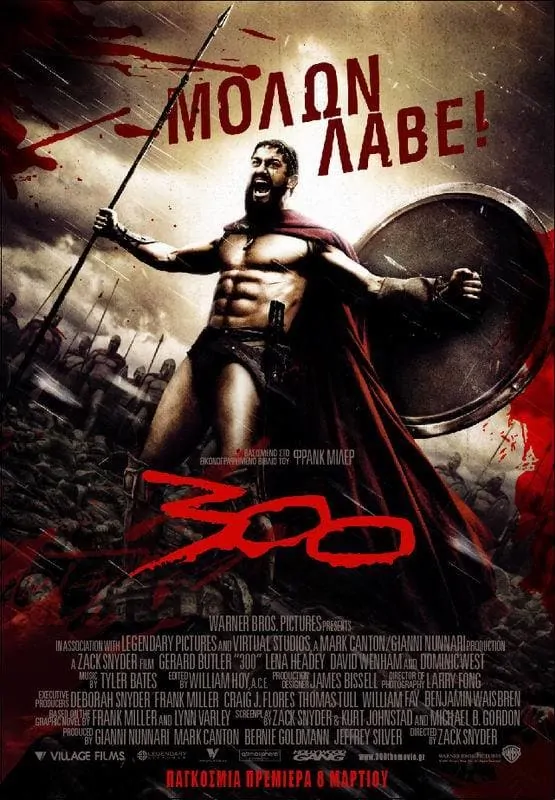 ΜΟΛΩΝ
ΛΑΒΕ!
ΒΑΣΙΣΜΕΝΟ ΣΤΟ
ΕΙΚΟΝΟΓΡΑΦΗΜΕΝΟ ΒΙΒΛΙΟ ΤΟΥ ΦΡΑΝΚ ΜΙΛΕΡ
300
WARNER BROS. PICTURES PRESENTS
IN ASSOCIATION WITH LEGENDARY PICTURES AND VIRTUAL STUDIOS, A MARK CANTON/GIANNI NUNNARI PRODUCTION
A ZACK SNYDER FILM GERARD BUTLER "300" LENA HEADEY DAVID WENHAM AND DOMINIC WEST
MUSIC BY TYLER BATES EDITED BY WILLIAM HOY, A.C.E. PRODUCTION DESIGNER JAMES BISSELL DIRECTOR OF PHOTOGRAPHY LARRY FONG
EXECUTIVE PRODUCERS DEBORAH SNYDER FRANK MILLER CRAIG J. FLORES THOMAS TULL WILLIAM FAY BENJAMIN WAISBREN
BASED ON THE GRAPHIC NOVEL BY FRANK MILLER AND LYNN VARLEY SCREENPLAY BY ZACK SNYDER & KURT JOHNSTAD AND MICHAEL B. GORDON
PRODUCED BY GIANNI NUNNARI MARK CANTON BERNIE GOLDMANN JEFFREY SILVER DIRECTED BY ZACK SNYDER
VILLAGE FILMS LEGENDARY HOLLYWOOD GANG www.300themovie.gr WARNER BROS. PICTURES
ΠΑΓΚΟΣΜΙΑ ΠΡΕΜΙΕΡΑ 8 ΜΑΡΤΙΟΥ